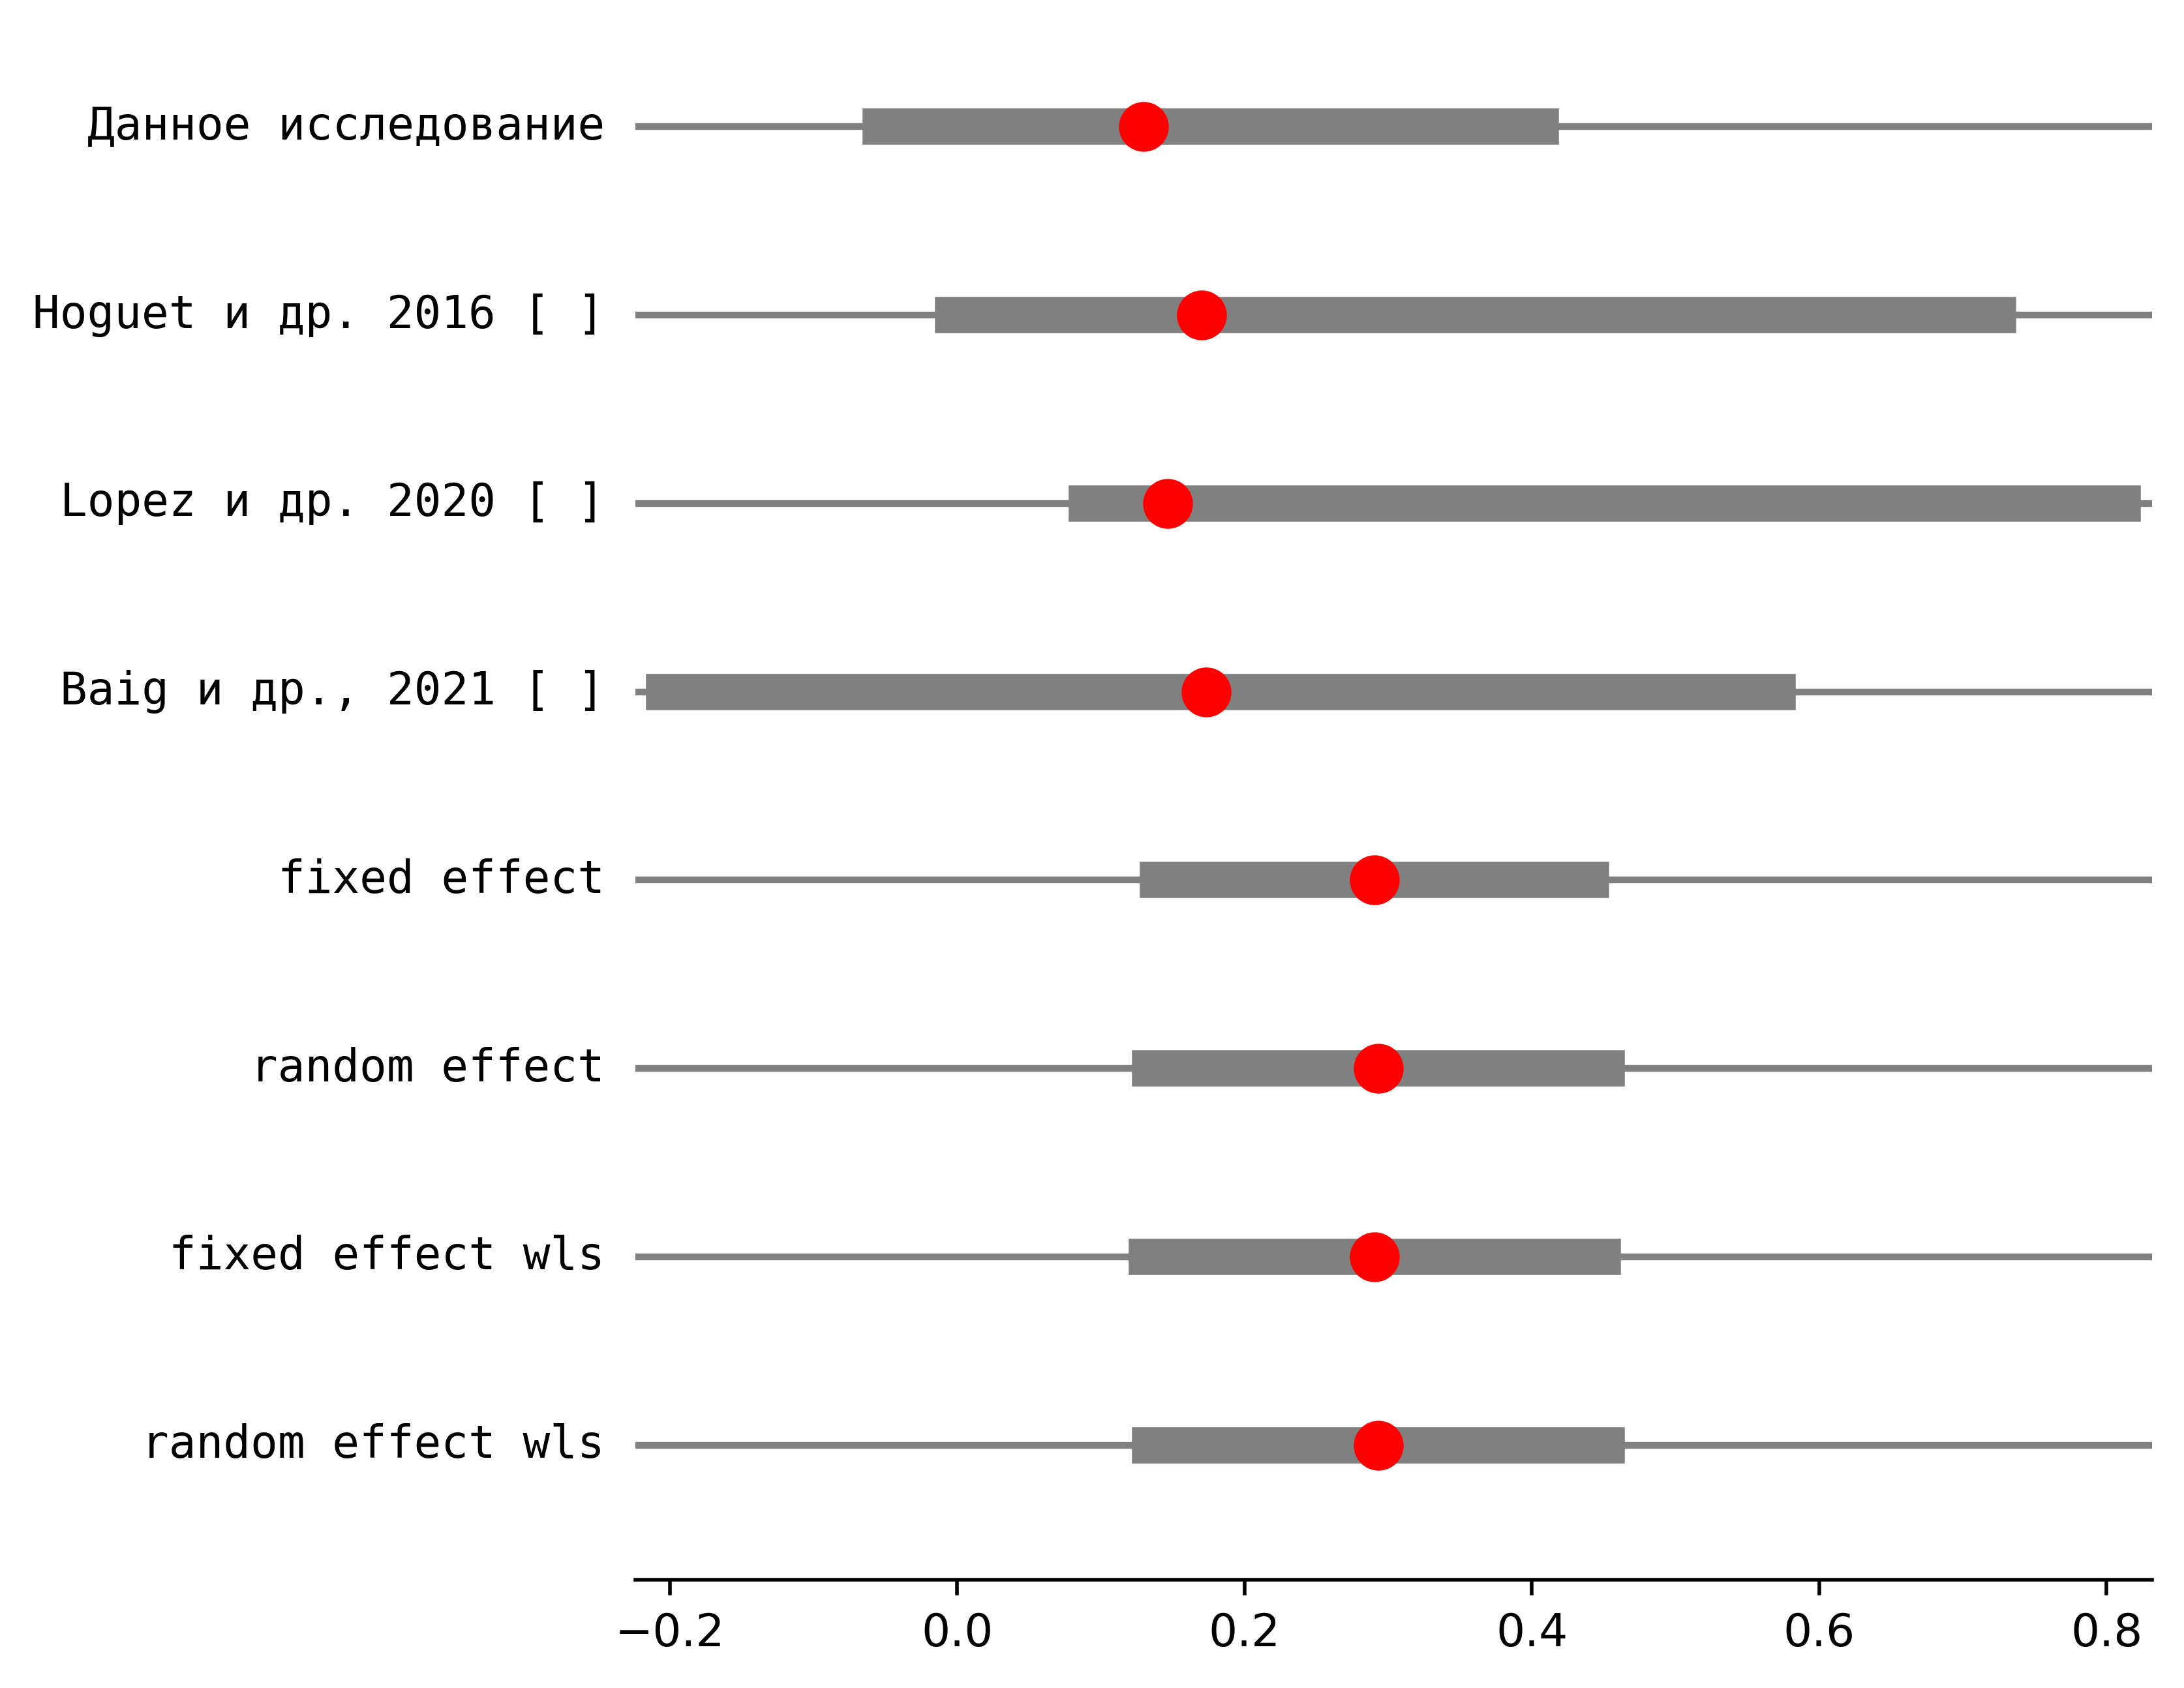 Данное исследование
Hoguet и др. 2016 [ ]
Lopez и др. 2020 [ ]
Baig и др., 2021 [ ]
fixed effect
random effect
fixed effect wls
random effect wls
−0.2 0.0 0.2 0.4 0.6 0.8